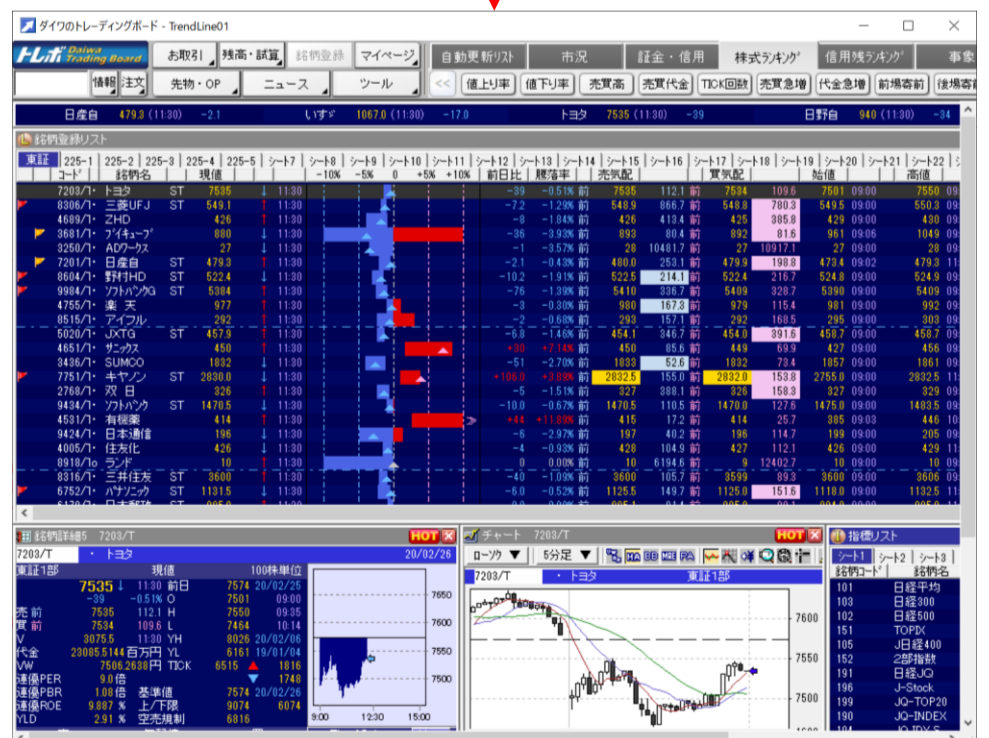 ダイワのトレーディングボード - TrendLine01
トレボ Daiwa Trading Board お取引 残高・試算 銘柄登録 マイページ 自動更新リスト 市況 証金・信用 株式ランキング 信用残ランキング 事象
情報 注文 先物・OP ニュース ツール << 値上り率 値下り率 売買高 売買代金 TICK回数 売買急増 代金急増 前場寄前 後場寄前
日産自 479.3 (11:30) -2.1 いすゞ 1067.0 (11:30) -17.0 トヨタ 7535 (11:30) -39 日野自 940 (11:30) -34
銘柄登録リスト
東証 225-1 225-2 225-3 225-4 225-5 シート7 シート8 シート9 シート10 シート11 シート12 シート13 シート14 シート15 シート16 シート17 シート18 シート19 シート20 シート21 シート22
コード 銘柄名 現値 -10% -5% 0 +5% +10% 前日比 騰落率 売気配 買気配 始値 高値
7203/T・ トヨタ ST 7535 ↓ 11:30 -39 -0.51% 前 7535 112.1 前 7534 109.6 7501 09:00 7550 09:
8306/T・ 三菱UFJ ST 549.1 ↑ 11:30 -7.2 -1.29% 前 548.9 866.7 前 548.8 780.3 549.5 09:00 550.3 09:
4689/T・ ZHD 426 ↑ 11:30 -8 -1.84% 前 426 413.4 前 425 385.8 429 09:00 430 09:
3681/T・ ブイキューブ 880 ↑ 11:30 -36 -3.93% 前 893 80.4 前 892 81.6 961 09:06 1049 09:
3250/T・ ADワークス 27 ↓ 11:30 -1 -3.57% 前 28 10481.7 前 27 10917.1 27 09:00 28 09:
7201/T・ 日産自 ST 479.3 ↓ 11:30 -2.1 -0.43% 前 480.0 253.1 前 479.9 198.8 473.4 09:02 479.3 11:
8604/T・ 野村HD ST 522.4 ↓ 11:30 -10.2 -1.91% 前 522.5 214.1 前 522.4 216.7 524.8 09:00 524.9 09:
9984/T・ ソフトバンクG ST 5384 ↑ 11:30 -76 -1.39% 前 5410 336.7 前 5409 328.7 5390 09:00 5409 09:
4755/T・ 楽 天 977 ↑ 11:30 -3 -0.30% 前 980 167.3 前 979 115.4 981 09:00 992 09:
8515/T・ アイフル 292 ↑ 11:30 -2 -0.68% 前 293 157.1 前 292 168.5 295 09:00 303 09:
5020/T・ JXTG ST 457.9 ↑ 11:30 -6.8 -1.46% 前 454.1 346.7 前 454.0 391.6 458.7 09:00 458.7 09:
4651/T・ サニックス 450 ↑ 11:30 +30 +7.14% 前 450 85.6 前 449 69.9 427 09:00 456 09:
3436/T・ SUMCO 1832 ↓ 11:30 -51 -2.70% 前 1833 52.6 前 1832 73.4 1857 09:00 1861 09:
7751/T・ キヤノン ST 2830.0 ↓ 11:30 +106.0 +3.89% 前 2832.5 155.0 前 2832.0 153.8 2755.0 09:00 2832.5 11:
2768/T・ 双 日 326 ↑ 11:30 -5 -1.51% 前 327 388.1 前 326 158.3 327 09:00 329 09:
9434/T・ ソフトバンク ST 1470.5 ↓ 11:30 -10.0 -0.67% 前 1470.5 110.5 前 1470.0 127.6 1475.0 09:00 1483.5 09:
4531/T・ 有機薬 414 ↑ 11:30 +44 +11.89% 前 415 17.2 前 414 25.7 385 09:03 446 10:
9424/T・ 日本通信 196 ↓ 11:30 -6 -2.97% 前 197 40.2 前 196 114.7 199 09:00 205 09:
4005/T・ 住友化 426 ↓ 11:30 -4 -0.93% 前 428 104.9 前 427 112.1 426 09:00 429 11:
8918/To ランド 10 ↑ 11:30 0 0.00% 前 10 6194.6 前 9 12402.7 10 09:00 10 09:
8316/T・ 三井住友 ST 3600 ↑ 11:30 -40 -1.09% 前 3600 105.7 前 3599 89.3 3600 09:00 3606 09:
6752/T・ パナソニック ST 1131.5 ↓ 11:30 -6.0 -0.52% 前 1125.5 149.7 前 1125.0 151.6 1118.0 09:00 1132.5 11:
銘柄詳細5 7203/T HOT
7203/T ・ トヨタ 20/02/26
東証1部 現値 100株単位
7535 ↓ 11:30 前日 7574 20/02/25
-39 -0.51% O 7501 09:00
売 前 7535 112.1 H 7550 09:35
買 前 7534 109.6 L 7464 10:14
V 3075.5 11:30 YH 8026 20/02/06
代金 23085.5144 百万円 YL 6161 19/01/04
VW 7506.2638円 TICK 6515 ▲ 1816
連優PER 9.0倍 ▼ 1748
連優PBR 1.08倍 基準値 7574 20/02/26
連優ROE 9.887 % 上/下限 9074 6074
YLD 2.91 % 空売規制 6816
7650
7600
7550
7500
9:00 12:30 15:00
チャート 7203/T HOT
ローソク ▼ 5分足 ▼
7203/T ・ トヨタ 東証1部
7600
7550
7500
指標リスト
シート1 シート2 シート3
銘柄コード 銘柄名
101 日経平均
103 日経300
102 日経500
151 TOPIX
105 J日経400
152 2部指数
191 日経JQ
196 J-Stock
199 JQ-TOP20
190 JQ-INDEX